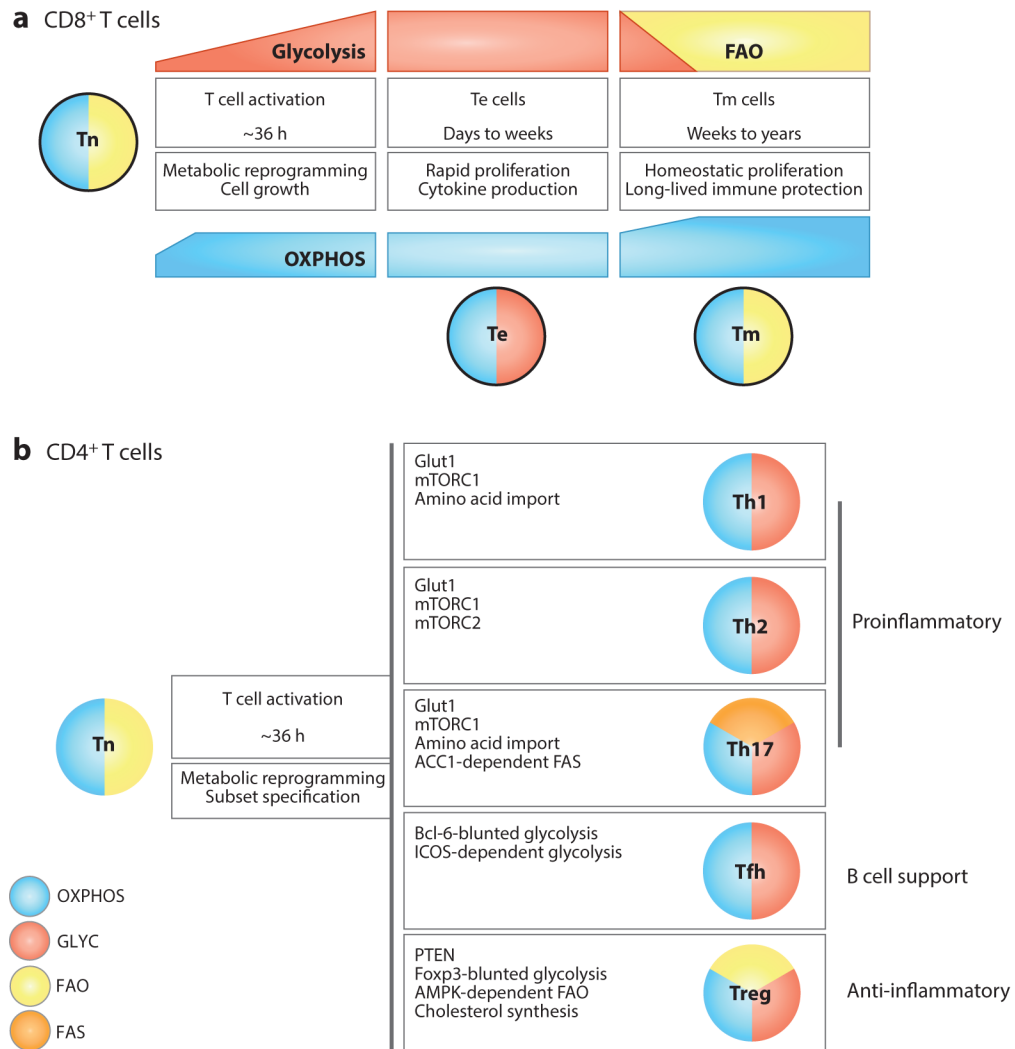 a CD8+ T cells
Glycolysis
FAO
Tn
T cell activation
~36 h
Te cells
Days to weeks
Tm cells
Weeks to years
Metabolic reprogramming
Cell growth
Rapid proliferation
Cytokine production
Homeostatic proliferation
Long-lived immune protection
OXPHOS
Te
Tm
b CD4+ T cells
Glut1
mTORC1
Amino acid import
Th1
Glut1
mTORC1
mTORC2
Th2
Proinflammatory
Tn
T cell activation
~36 h
Metabolic reprogramming
Subset specification
Glut1
mTORC1
Amino acid import
ACC1-dependent FAS
Th17
Bcl-6-blunted glycolysis
ICOS-dependent glycolysis
Tfh
B cell support
PTEN
Foxp3-blunted glycolysis
AMPK-dependent FAO
Cholesterol synthesis
Treg
Anti-inflammatory
OXPHOS
GLYC
FAO
FAS